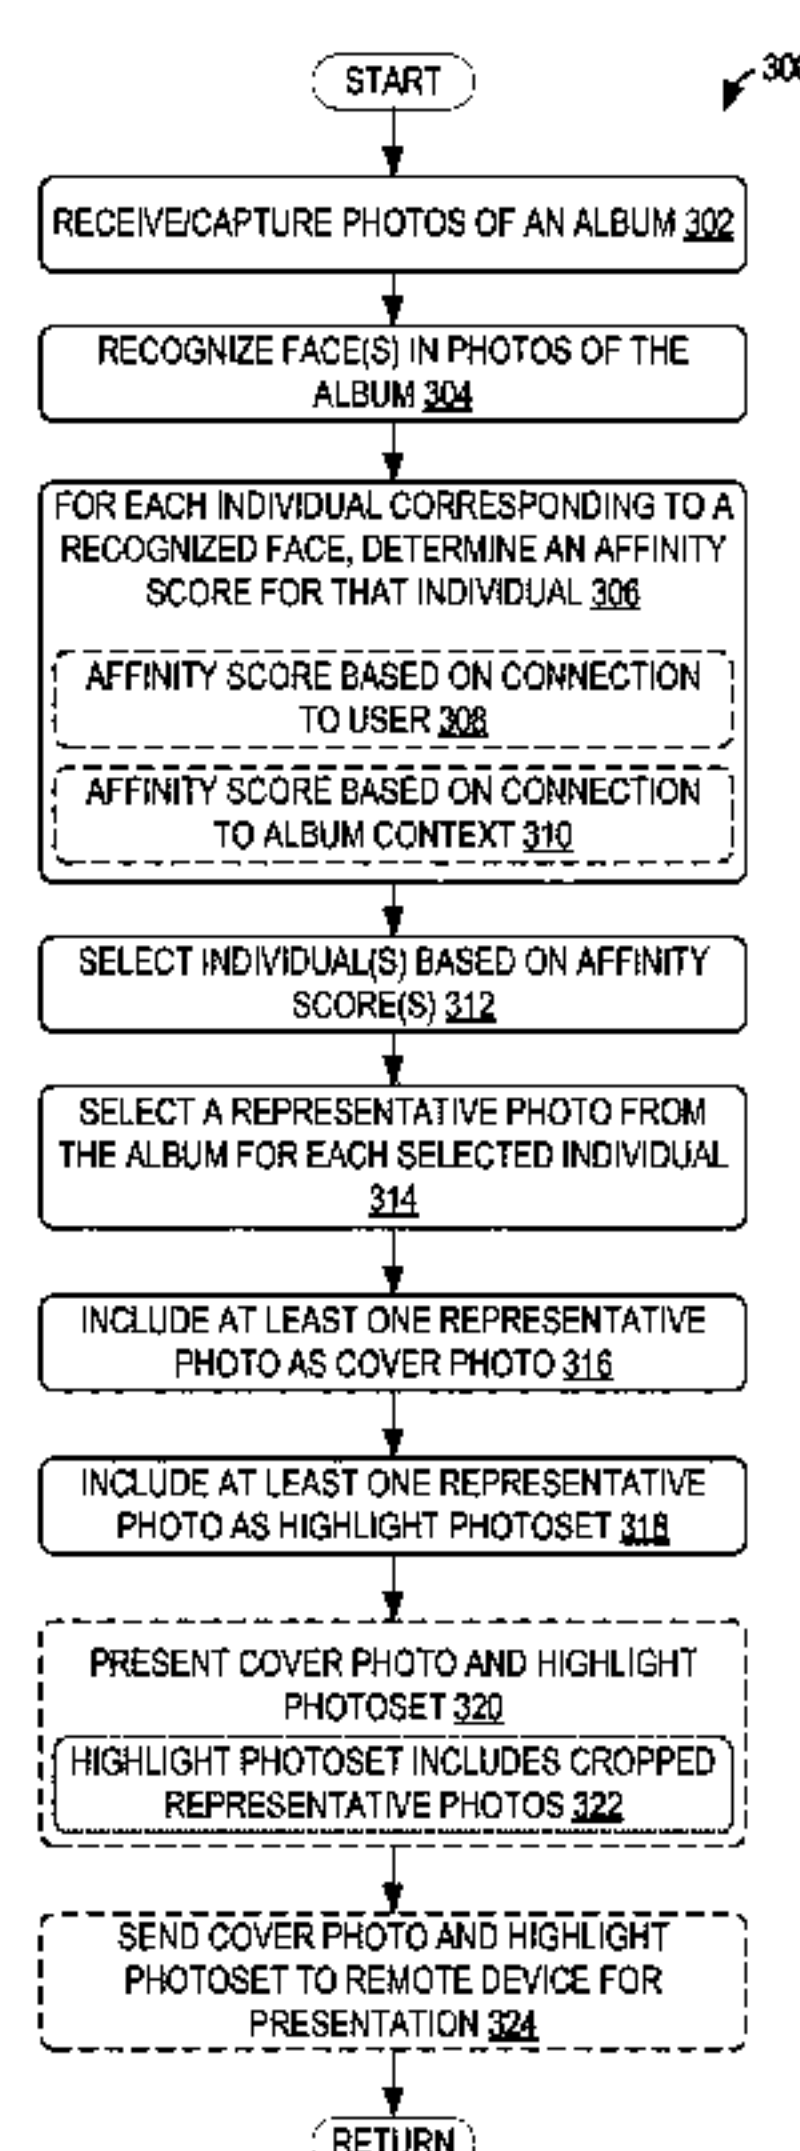 START
300
RECEIVE/CAPTURE PHOTOS OF AN ALBUM 302
RECOGNIZE FACE(S) IN PHOTOS OF THE
ALBUM 304
FOR EACH INDIVIDUAL CORRESPONDING TO A
RECOGNIZED FACE, DETERMINE AN AFFINITY
SCORE FOR THAT INDIVIDUAL 306
AFFINITY SCORE BASED ON CONNECTION
TO USER 308
AFFINITY SCORE BASED ON CONNECTION
TO ALBUM CONTEXT 310
SELECT INDIVIDUAL(S) BASED ON AFFINITY
SCORE(S) 312
SELECT A REPRESENTATIVE PHOTO FROM
THE ALBUM FOR EACH SELECTED INDIVIDUAL
314
INCLUDE AT LEAST ONE REPRESENTATIVE
PHOTO AS COVER PHOTO 316
INCLUDE AT LEAST ONE REPRESENTATIVE
PHOTO AS HIGHLIGHT PHOTOSET 318
PRESENT COVER PHOTO AND HIGHLIGHT
PHOTOSET 320
HIGHLIGHT PHOTOSET INCLUDES CROPPED
REPRESENTATIVE PHOTOS 322
SEND COVER PHOTO AND HIGHLIGHT
PHOTOSET TO REMOTE DEVICE FOR
PRESENTATION 324
RETURN